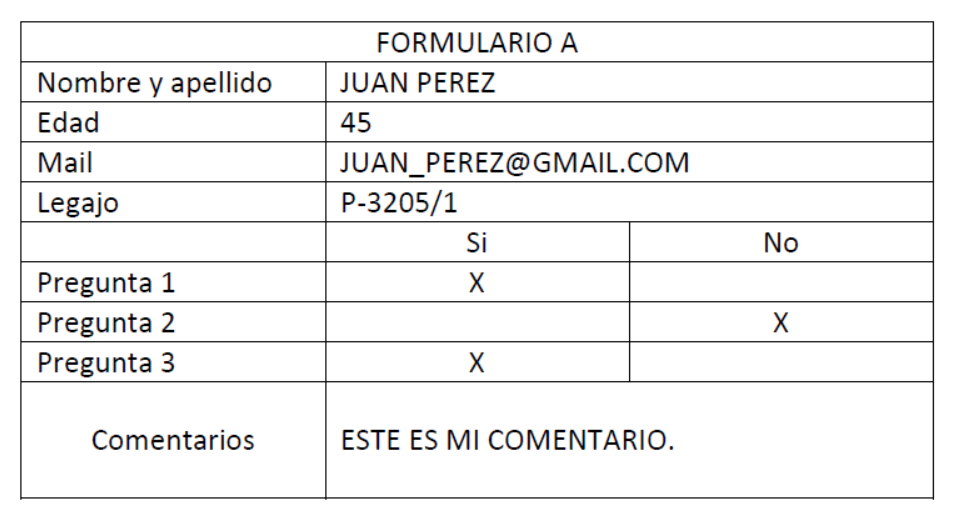 FORMULARIO A
Nombre y apellido JUAN PEREZ
Edad 45
Mail JUAN_PEREZ@GMAIL.COM
Legajo P-3205/1
Si No
Pregunta 1 X
Pregunta 2 X
Pregunta 3 X
Comentarios ESTE ES MI COMENTARIO.